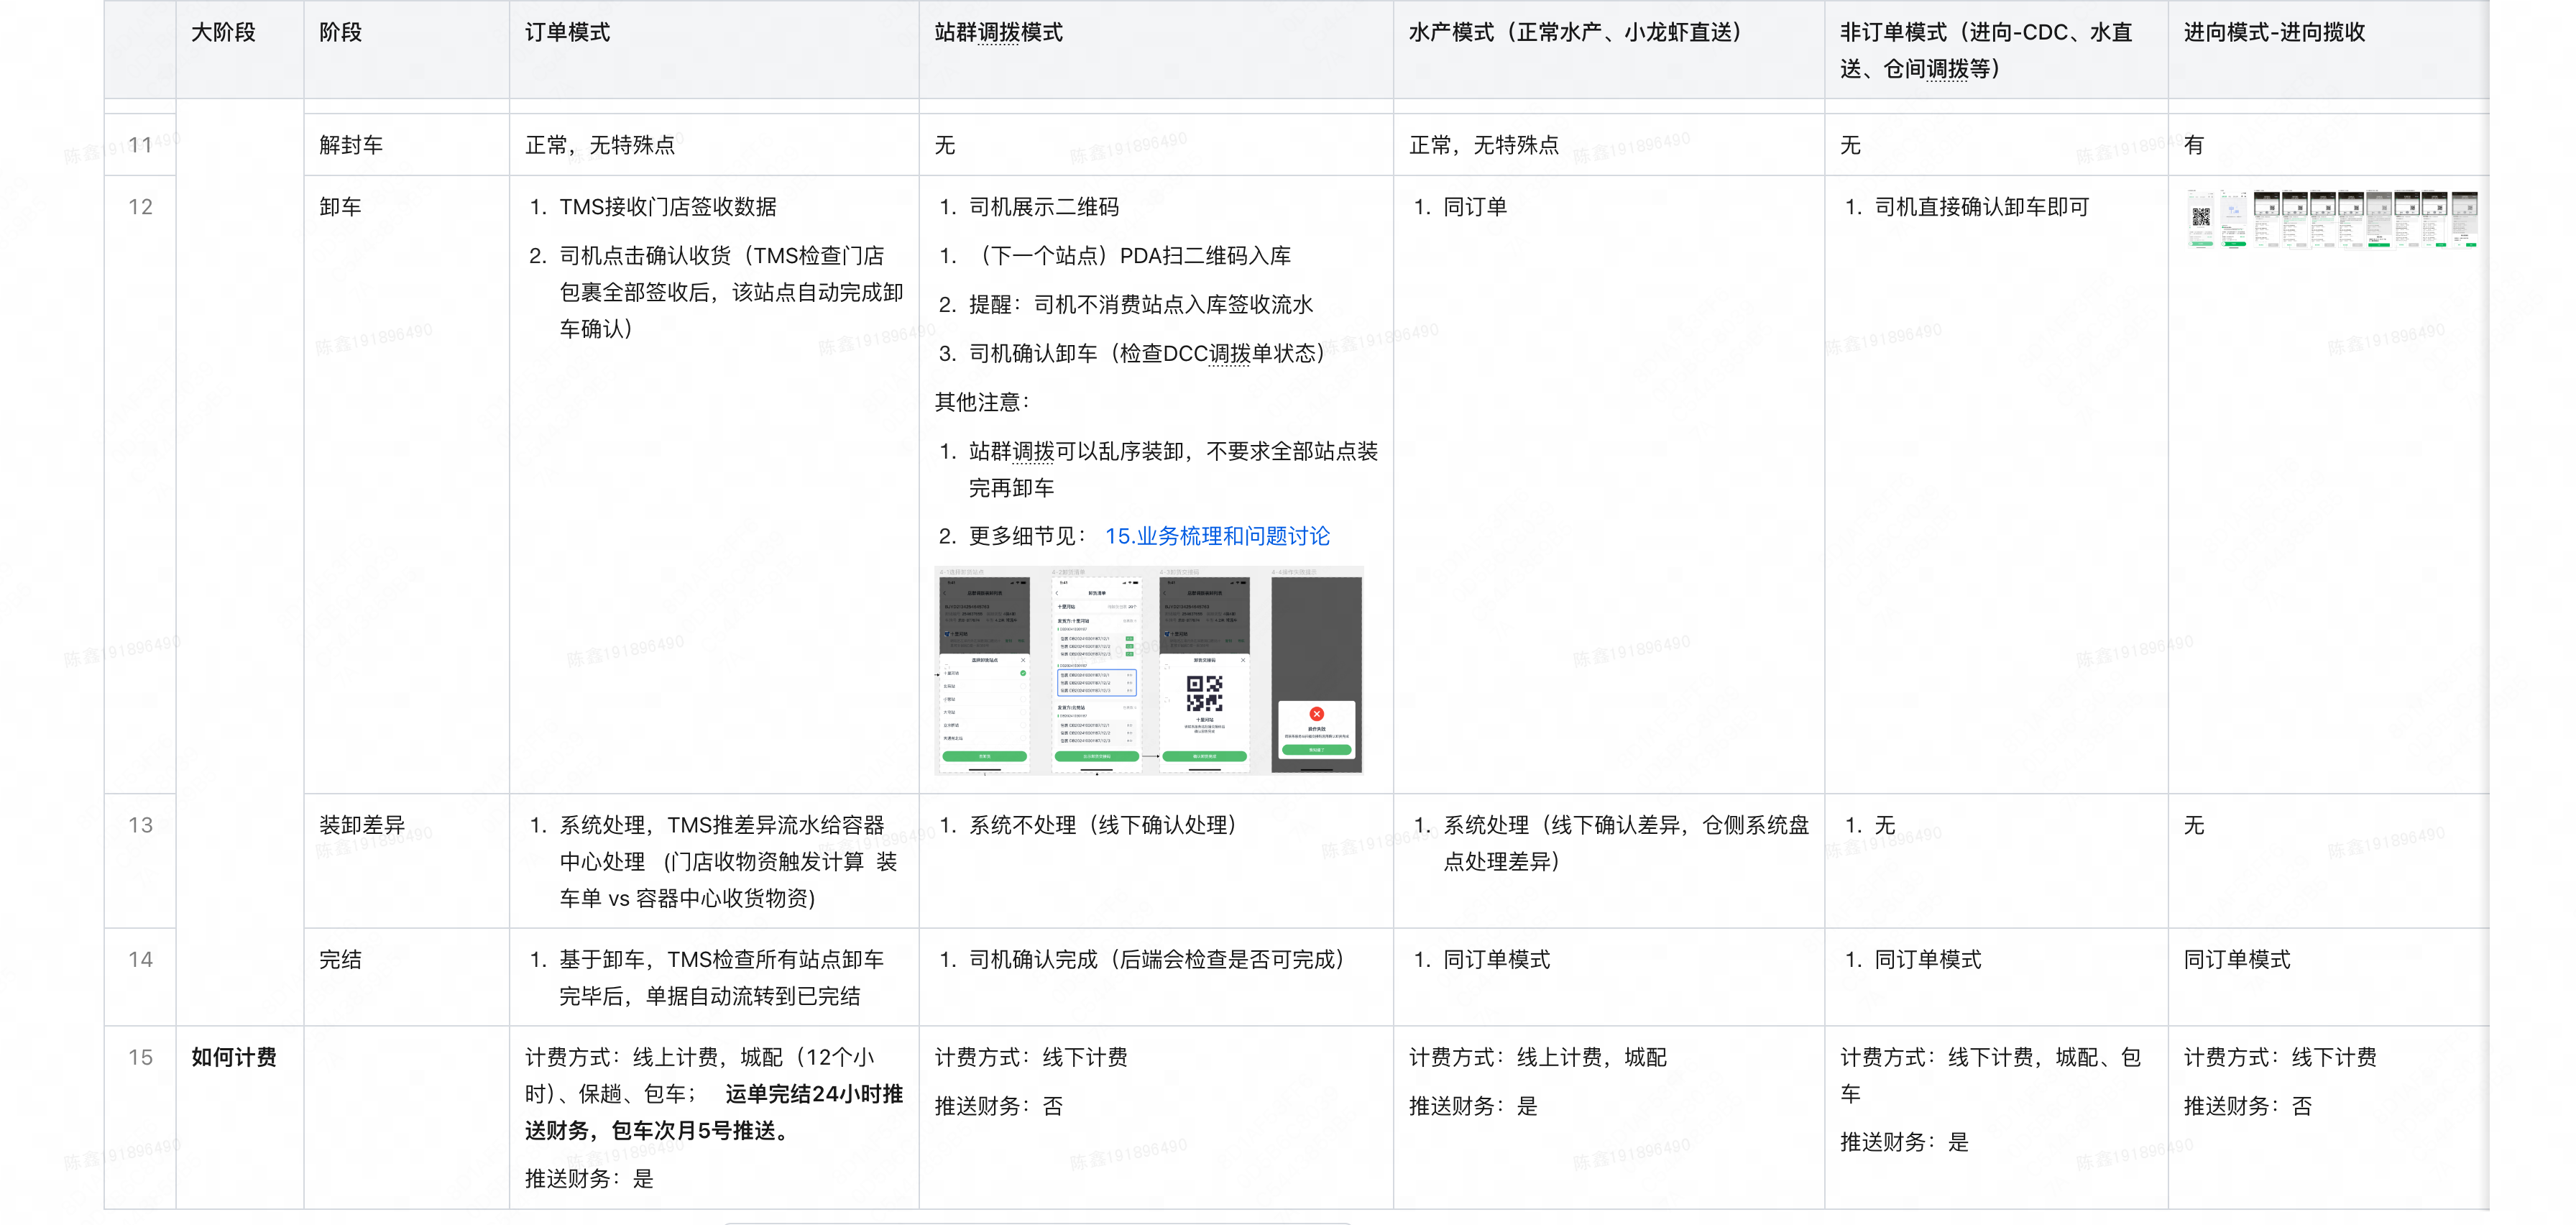 大阶段
阶段
订单模式
站群调拨模式
水产模式（正常水产、小龙虾直送）
非订单模式（进向-CDC、水直
送、仓间调拨等）
进向模式-进向揽收
11
解封车
正常，无特殊点
无
正常，无特殊点
无
有
12
卸车
1. TMS接收门店签收数据
2. 司机点击确认收货（TMS检查门店
包裹全部签收后，该站点自动完成卸
车确认）
1. 司机展示二维码
1. （下一个站点）PDA扫二维码入库
2. 提醒：司机不消费站点入库签收流水
3. 司机确认卸车（检查DCC调拨单状态）
其他注意：
1. 站群调拨可以乱序装卸，不要求全部站点装
完再卸车
2. 更多细节见： 15.业务梳理和问题讨论
1. 同订单
1. 司机直接确认卸车即可
13
装卸差异
1. 系统处理，TMS推差异流水给容器
中心处理 (门店收物资触发计算 装
车单 vs 容器中心收货物资)
1. 系统不处理（线下确认处理）
1. 系统处理（线下确认差异，仓侧系统盘
点处理差异）
1. 无
无
14
完结
1. 基于卸车，TMS检查所有站点卸车
完毕后，单据自动流转到已完结
1. 司机确认完成（后端会检查是否可完成）
1. 同订单模式
1. 同订单模式
同订单模式
15
如何计费
计费方式：线上计费，城配（12个小
时）、保趟、包车； 运单完结24小时推
送财务，包车次月5号推送。
推送财务：是
计费方式：线下计费
推送财务：否
计费方式：线上计费，城配
推送财务：是
计费方式：线下计费，城配、包
车
推送财务：是
计费方式：线下计费
推送财务：否
陈鑫191896490